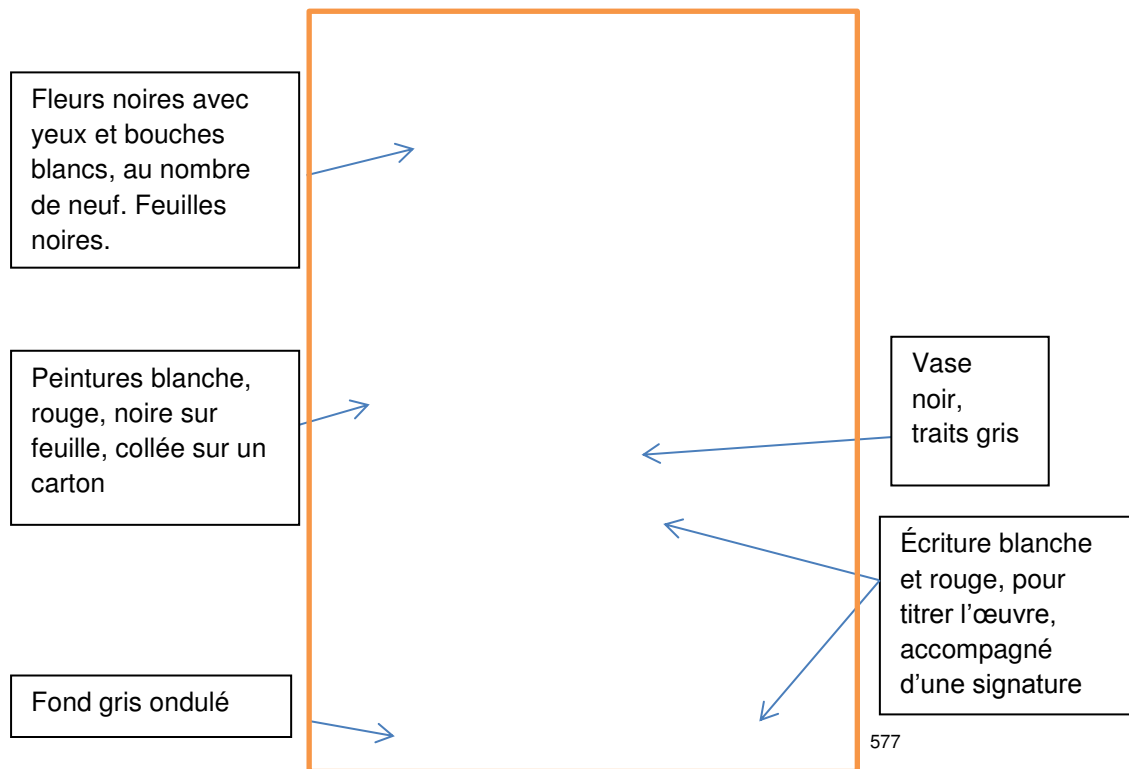 Fleurs noires avec
yeux et bouches
blancs, au nombre
de neuf. Feuilles
noires.
Peintures blanche,
rouge, noire sur
feuille, collée sur un
carton
Fond gris ondulé
Vase
noir,
traits gris
Écriture blanche
et rouge, pour
titrer l’œuvre,
accompagné
d’une signature
577